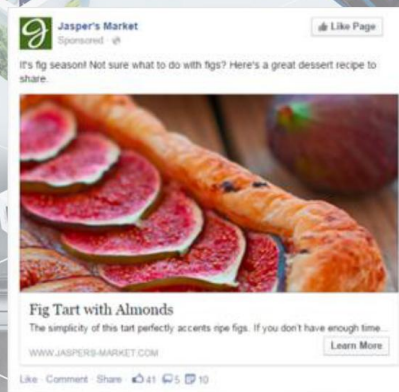 Jasper's Market
Like Page
Sponsored
It's fig season! Not sure what to do with figs? Here's a great dessert recipe to
share.
Fig Tart with Almonds
The simplicity of this tart perfectly accents ripe figs. If you don't have enough time...
WWW.JASPERS-MARKET.COM
Learn More
Like · Comment · Share 41 5 10